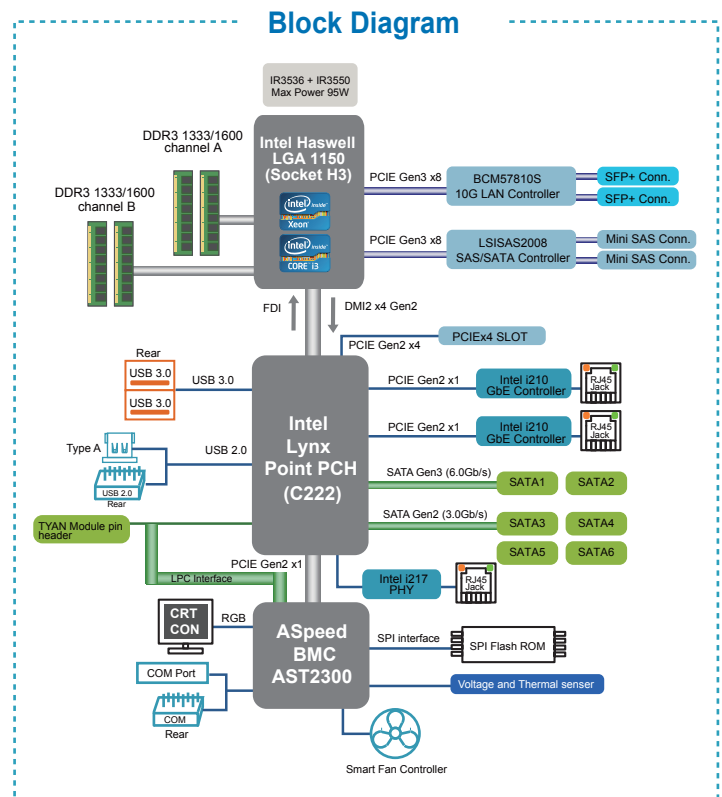 Block Diagram
IR3536 + IR3550
Max Power 95W
DDR3 1333/1600
channel A
DDR3 1333/1600
channel B
Intel Haswell
LGA 1150
(Socket H3)
intel inside
Xeon
intel inside
CORE i3
PCIE Gen3 x8
BCM57810S
10G LAN Controller
SFP+ Conn.
SFP+ Conn.
PCIE Gen3 x8
LSISAS2008
SAS/SATA Controller
Mini SAS Conn.
Mini SAS Conn.
FDI
DMI2 x4 Gen2
PCIE Gen2 x4
PCIEx4 SLOT
Rear
USB 3.0
USB 3.0
USB 3.0
Type A
USB 2.0
Rear
USB 2.0
Intel
Lynx
Point PCH
(C222)
PCIE Gen2 x1
Intel i210
GbE Controller
RJ45
Jack
PCIE Gen2 x1
Intel i210
GbE Controller
RJ45
Jack
SATA Gen3 (6.0Gb/s)
SATA1
SATA2
SATA Gen2 (3.0Gb/s)
SATA3
SATA4
SATA5
SATA6
TYAN Module pin
header
PCIE Gen2 x1
LPC Interface
Intel i217
PHY
RJ45
Jack
CRT
CON
RGB
COM Port
COM
Rear
ASpeed
BMC
AST2300
SPI interface
SPI Flash ROM
Voltage and Thermal senser
Smart Fan Controller